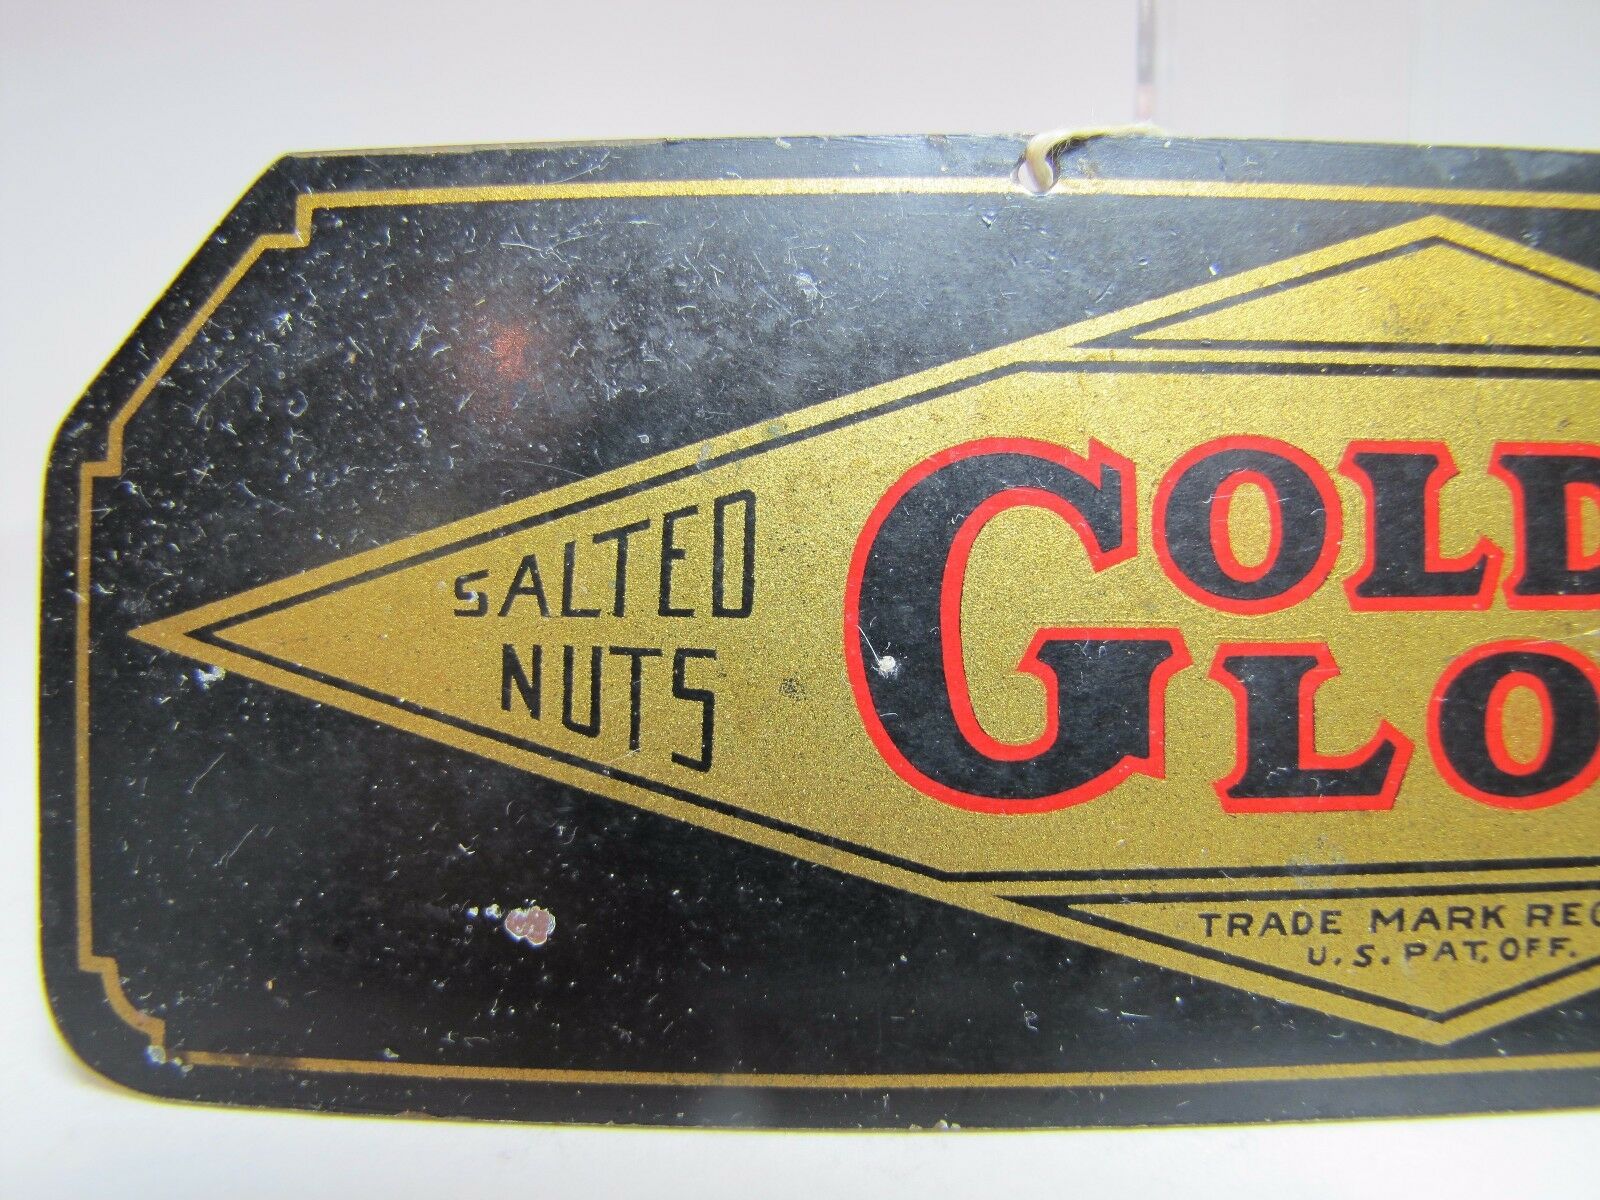 SALTED
NUTS
GOLD
GLO
TRADE MARK REG
U.S. PAT. OFF.